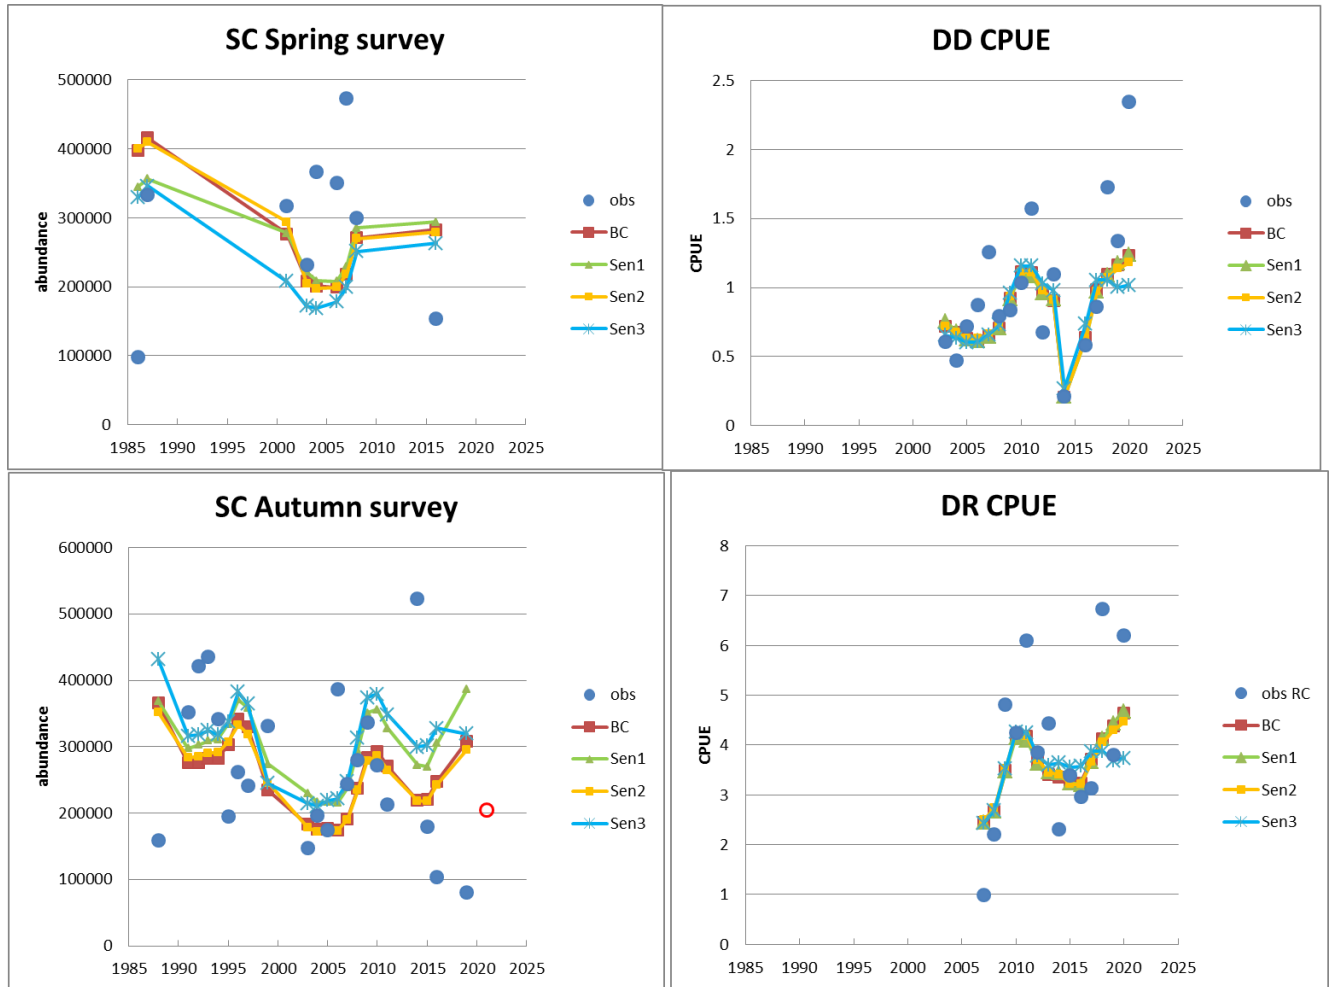 SC Spring survey
500000
400000
300000
200000
100000
0
abundance
1985 1990 1995 2000 2005 2010 2015 2020 2025
obs
BC
Sen1
Sen2
Sen3
DD CPUE
2.5
2
1.5
1
0.5
0
CPUE
1985 1990 1995 2000 2005 2010 2015 2020 2025
obs
BC
Sen1
Sen2
Sen3
SC Autumn survey
600000
500000
400000
300000
200000
100000
0
abundance
1985 1990 1995 2000 2005 2010 2015 2020 2025
obs
BC
Sen1
Sen2
Sen3
DR CPUE
8
7
6
5
4
3
2
1
0
CPUE
1985 1990 1995 2000 2005 2010 2015 2020 2025
obs RC
BC
Sen1
Sen2
Sen3